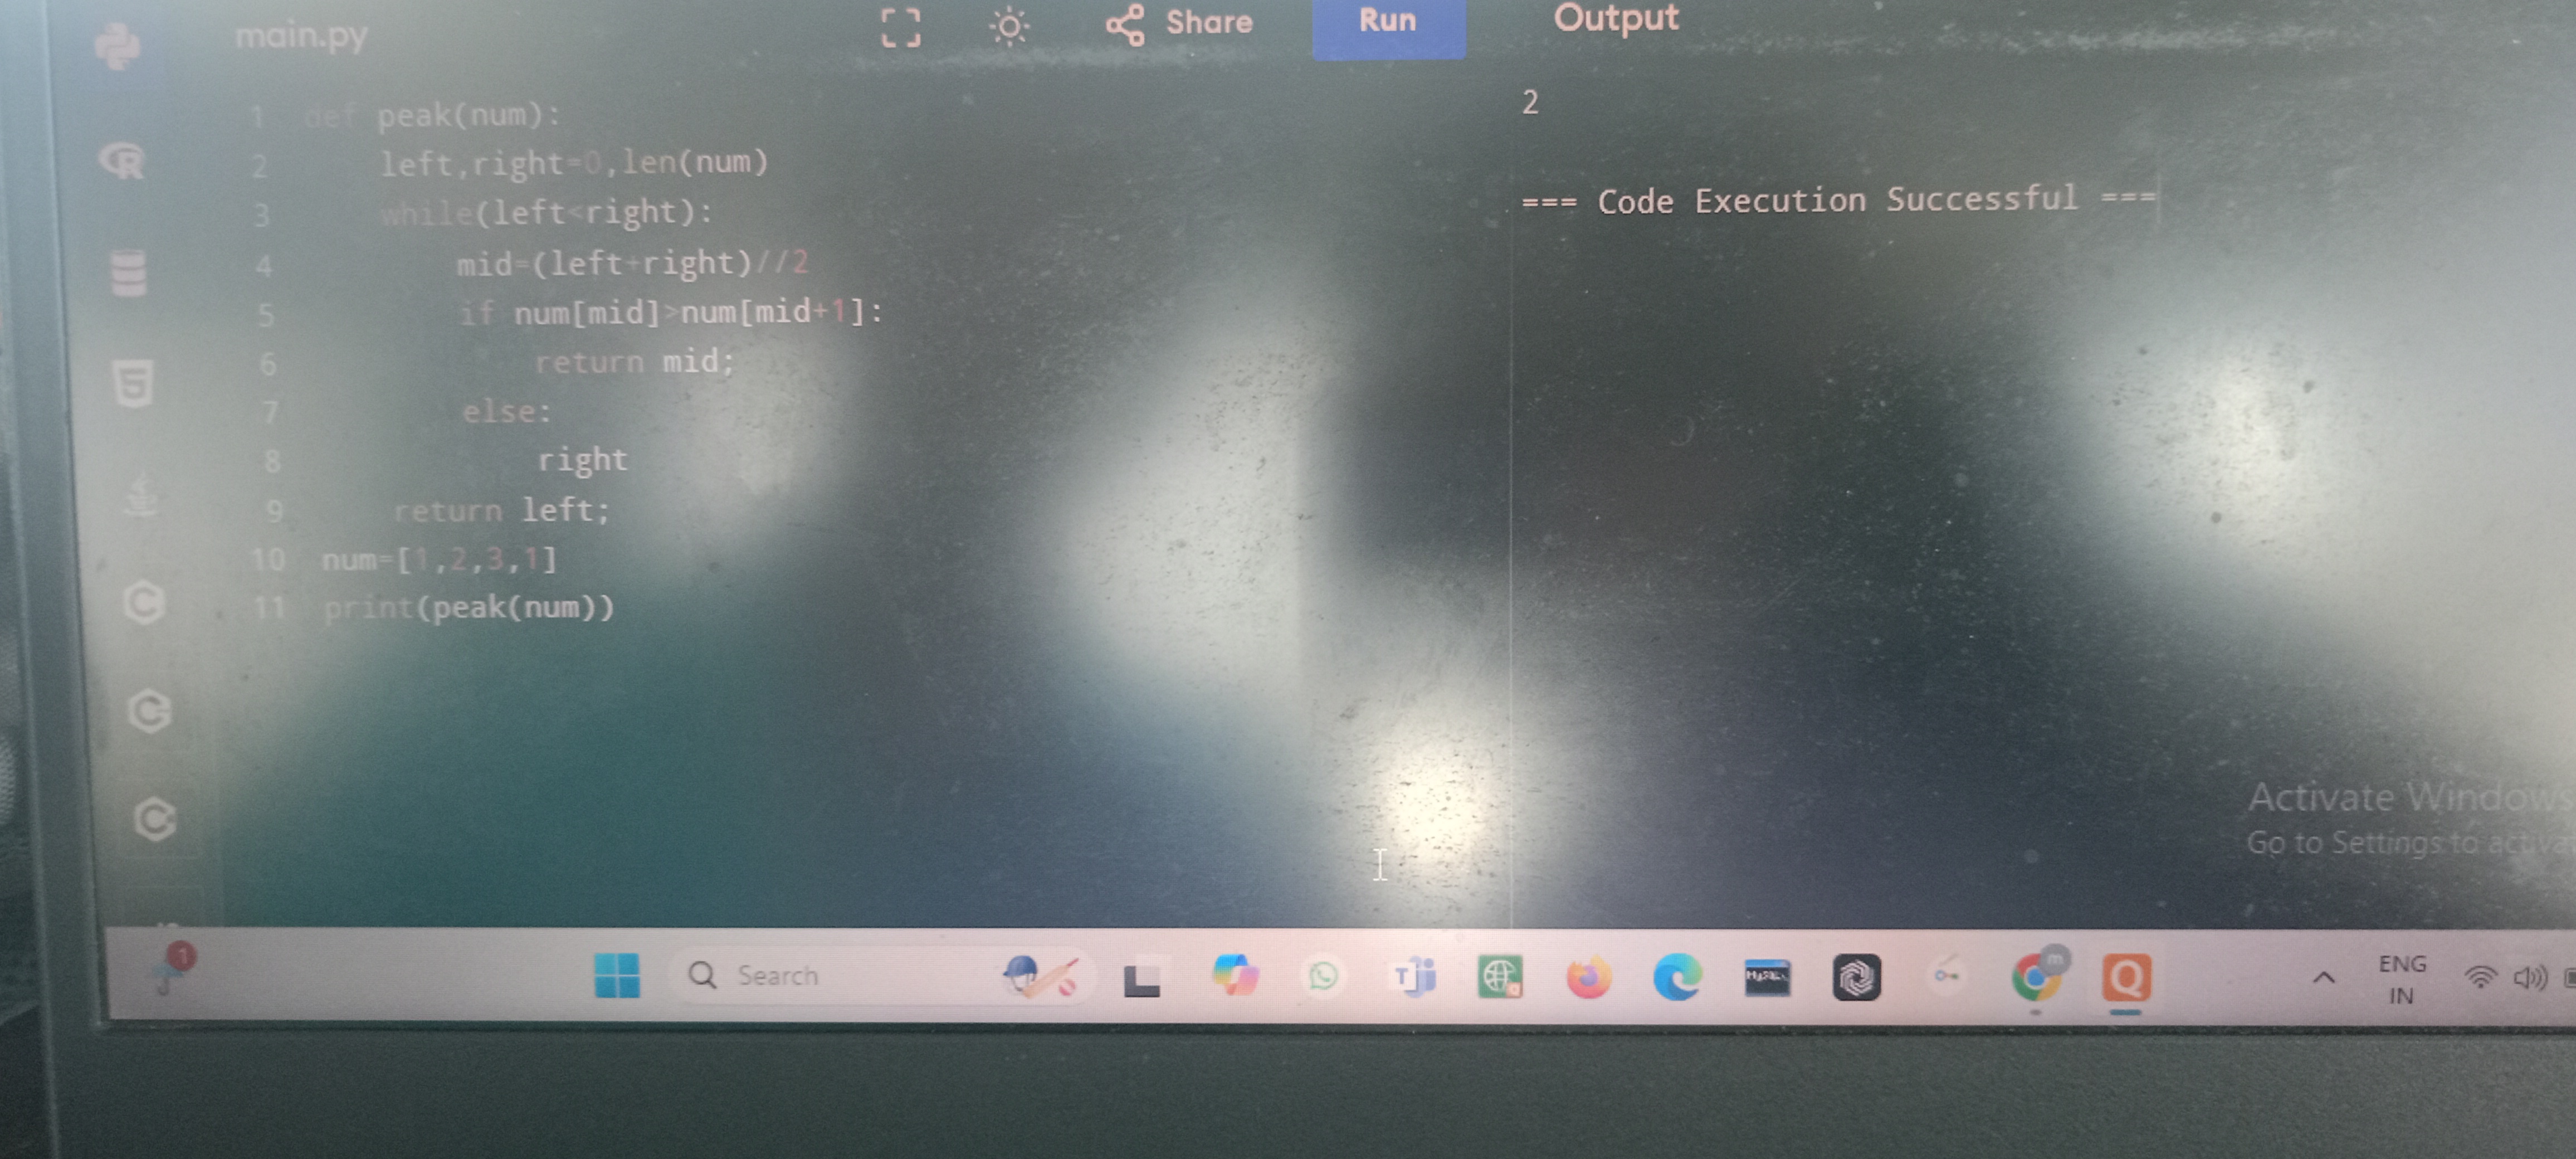 main.py
Share
Run
Output
1 def peak(num):
2 left,right=0,len(num)
3 while(left<right):
4 mid=(left+right)//2
5 if num[mid]>num[mid+1]:
6 return mid;
7 else:
8 right
9 return left;
10 num=[1,2,3,1]
11 print(peak(num))
2
=== Code Execution Successful ===
Activate Windows
Go to Settings to activa
1
Search
ENG
IN